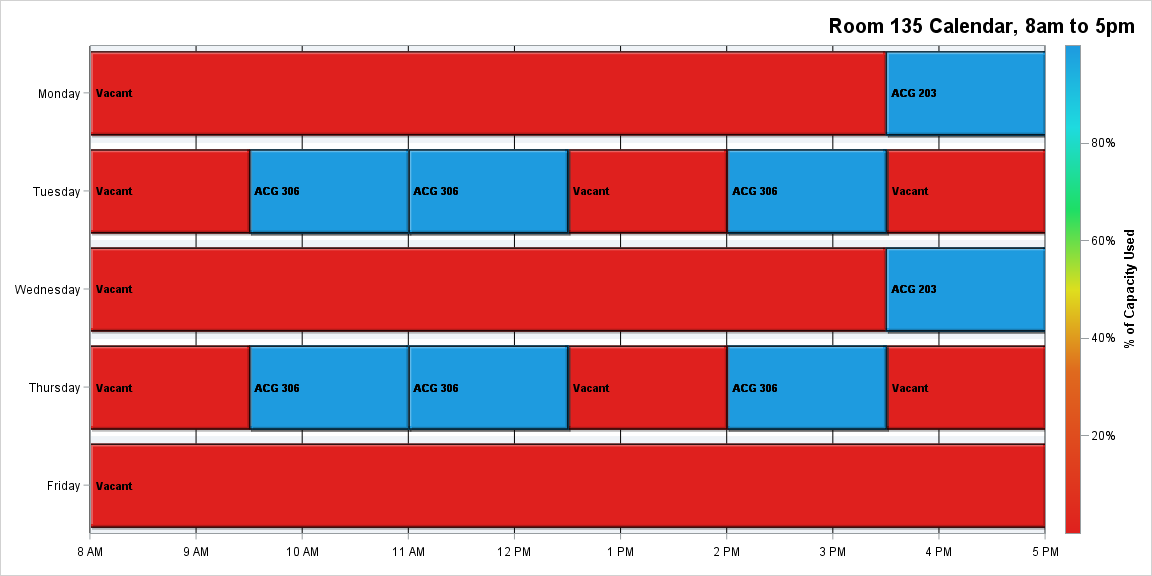 Room 135 Calendar, 8am to 5pm
Monday
Vacant
ACG 203
Tuesday
Vacant
ACG 306
ACG 306
Vacant
ACG 306
Vacant
Wednesday
Vacant
ACG 203
Thursday
Vacant
ACG 306
ACG 306
Vacant
ACG 306
Vacant
Friday
Vacant
8 AM
9 AM
10 AM
11 AM
12 PM
1 PM
2 PM
3 PM
4 PM
5 PM
80%
60%
40%
20%
% of Capacity Used